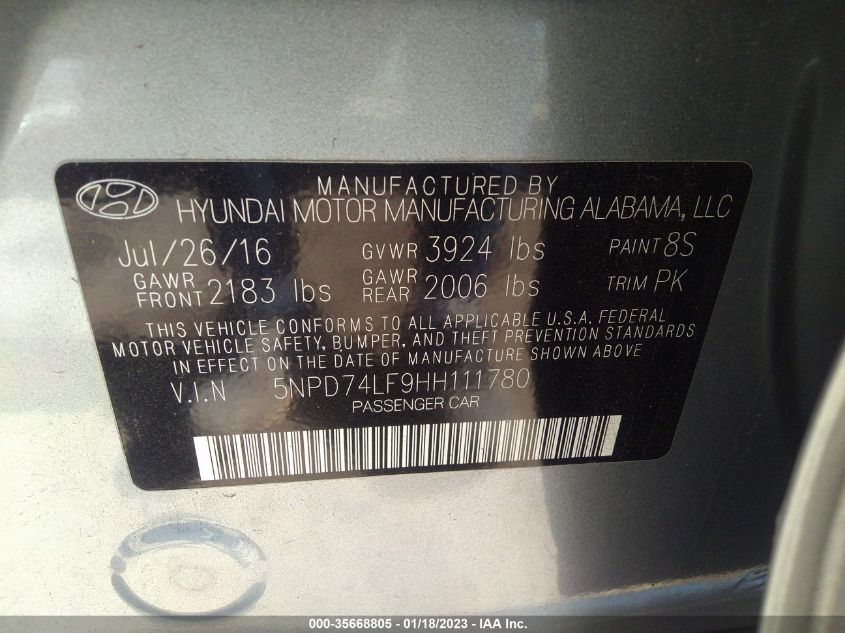 MANUFACTURED BY
HYUNDAI MOTOR MANUFACTURING ALABAMA, LLC
Jul/26/16 GVWR 3924 lbs PAINT 8S
GAWR FRONT 2183 lbs GAWR REAR 2006 lbs TRIM PK
THIS VEHICLE CONFORMS TO ALL APPLICABLE U.S.A. FEDERAL
MOTOR VEHICLE SAFETY, BUMPER, AND THEFT PREVENTION STANDARDS
IN EFFECT ON THE DATE OF MANUFACTURE SHOWN ABOVE
V.I.N 5NPD74LF9HH111780
PASSENGER CAR
000-35668805 - 01/18/2023 - IAA Inc.